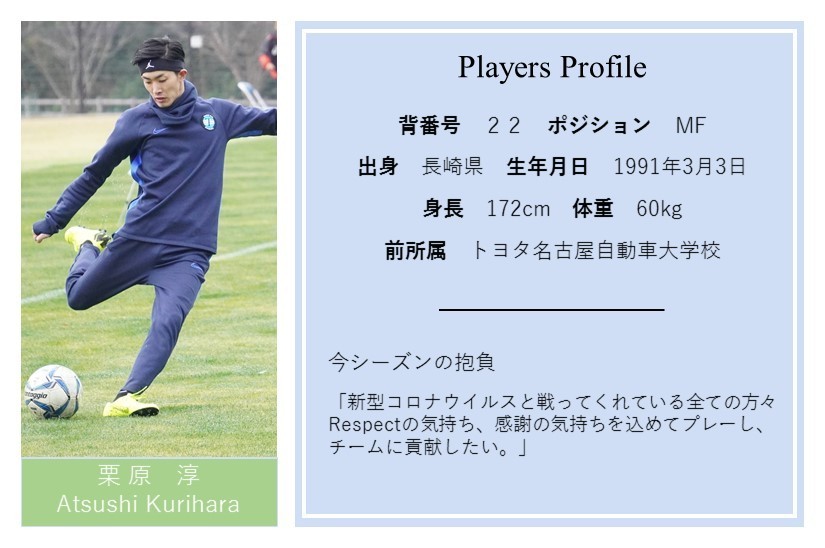 Players Profile
背番号　２２　ポジション　MF
出身　長崎県　生年月日　1991年3月3日
身長　172cm　体重　60kg
前所属　トヨタ名古屋自動車大学校
今シーズンの抱負
「新型コロナウイルスと戦ってくれている全ての方々
Respectの気持ち、感謝の気持ちを込めてプレーし、
チームに貢献したい。」
栗原　淳
Atsushi Kurihara